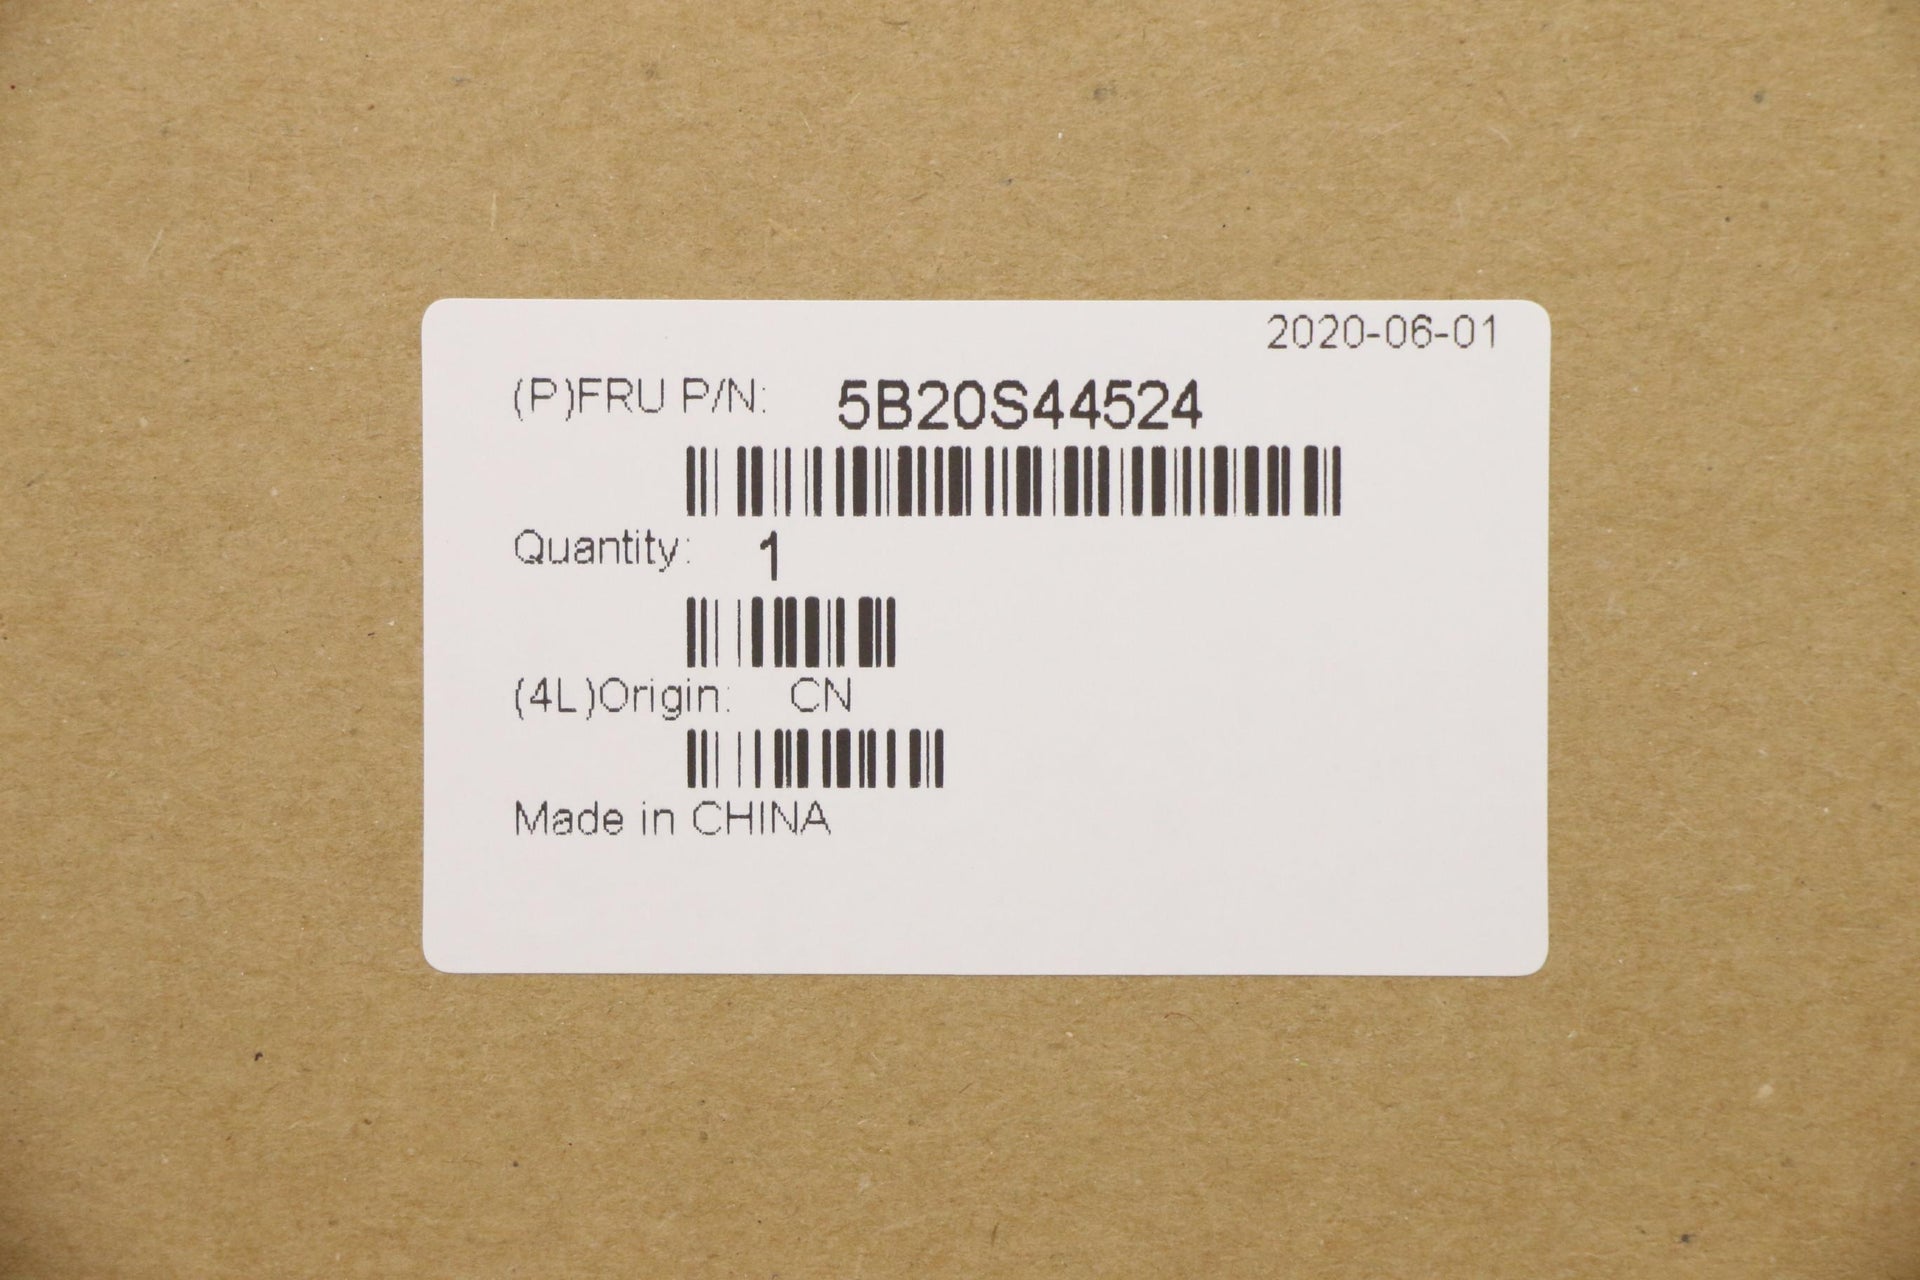 2020-06-01
(P)FRU P/N: 5B20S44524
Quantity: 1
(4L)Origin: CN
Made in CHINA